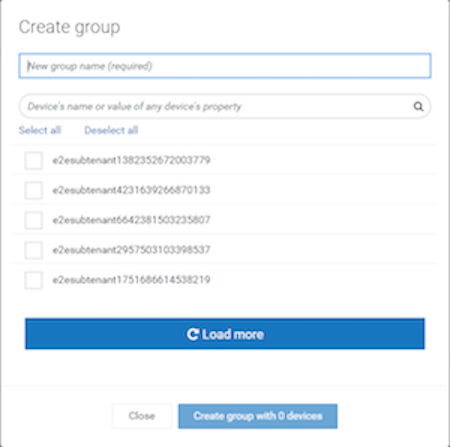 Create group
New group name (required)
Device's name or value of any device's property
Select all Deselect all
e2esubtenant1382352672003779
e2esubtenant4231639266870133
e2esubtenant6642381503235807
e2esubtenant2957503103398537
e2esubtenant1751686614538219
Load more
Close Create group with 0 devices